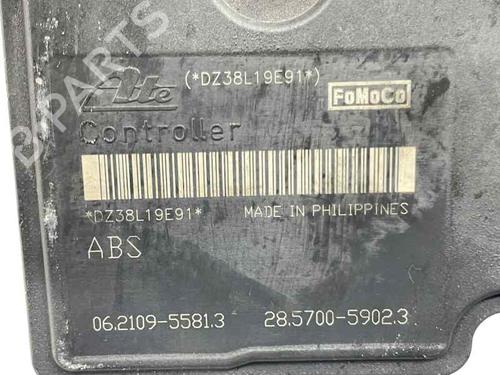 Ate (*DZ38L19E91*) FoMoCo
Controller
*DZ38L19E91* MADE IN PHILIPPINES
ABS
06.2109-5581.3 28.5700-5902.3
B-PARTS